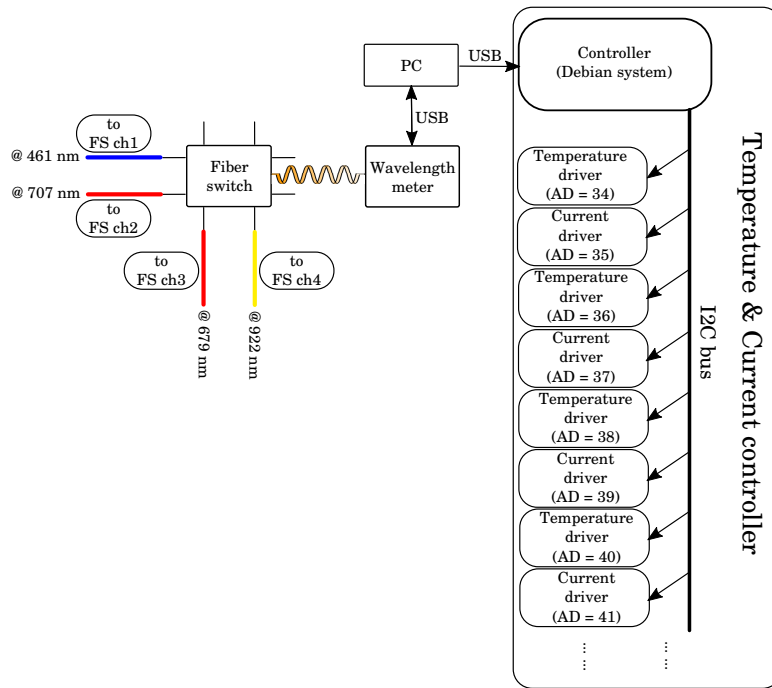 to
FS ch1
@ 461 nm
@ 707 nm
to
FS ch2
Fiber
switch
to
FS ch3
to
FS ch4
@ 679 nm
@ 922 nm
PC
USB
USB
Wavelength
meter
Controller
(Debian system)
Temperature
driver
(AD = 34)
Current
driver
(AD = 35)
Temperature
driver
(AD = 36)
Current
driver
(AD = 37)
Temperature
driver
(AD = 38)
Current
driver
(AD = 39)
Temperature
driver
(AD = 40)
Current
driver
(AD = 41)
I2C bus
Temperature & Current controller